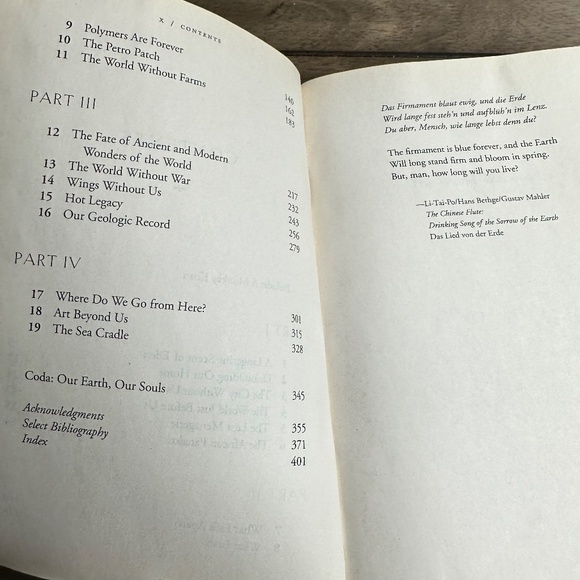 x / CONTENTS
9 Polymers Are Forever 140
10 The Petro Patch 162
11 The World Without Farms 183
PART III
12 The Fate of Ancient and Modern
Wonders of the World 217
13 The World Without War 232
14 Wings Without Us 243
15 Hot Legacy 256
16 Our Geologic Record 279
PART IV
17 Where Do We Go from Here? 301
18 Art Beyond Us 315
19 The Sea Cradle 328
Coda: Our Earth, Our Souls 345
Acknowledgments 355
Select Bibliography 371
Index 401
Das Firmament blaut ewig, und die Erde
Wird lange fest steh'n und aufblüh'n im Lenz.
Du aber, Mensch, wie lange lebst denn du?
The firmament is blue forever, and the Earth
Will long stand firm and bloom in spring.
But, man, how long will you live?
—Li-Tai-Po/Hans Bethge/Gustav Mahler
The Chinese Flute:
Drinking Song of the Sorrow of the Earth
Das Lied von der Erde